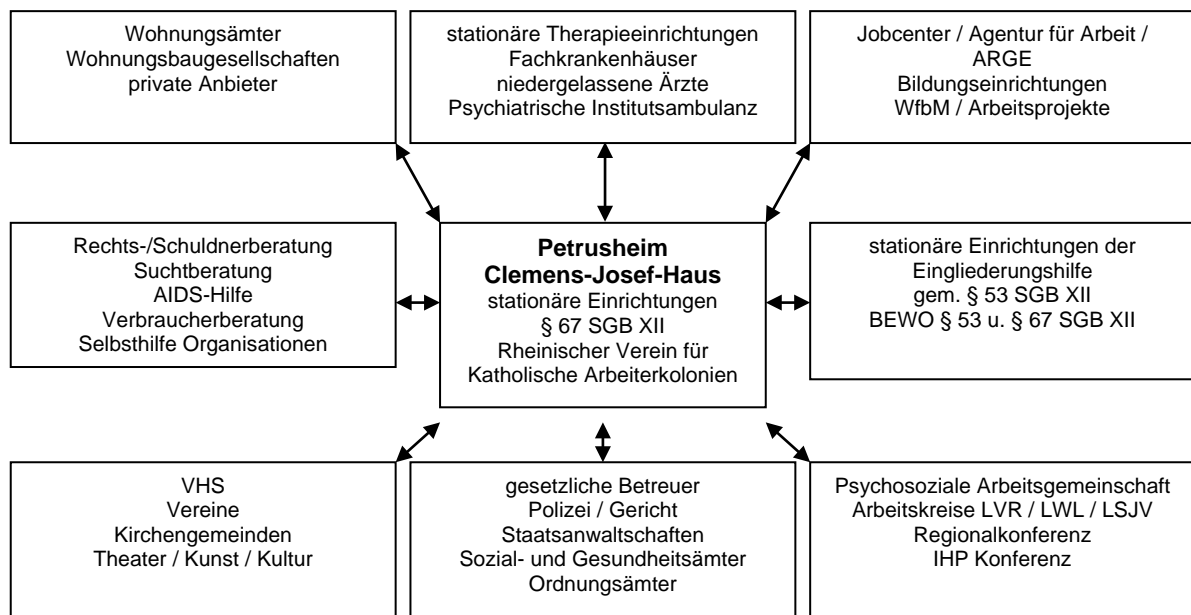 Wohnungsämter
Wohnungsbaugesellschaften
private Anbieter
stationäre Therapieeinrichtungen
Fachkrankenhäuser
niedergelassene Ärzte
Psychiatrische Institutsambulanz
Jobcenter / Agentur für Arbeit /
ARGE
Bildungseinrichtungen
WfbM / Arbeitsprojekte
Rechts-/Schuldnerberatung
Suchtberatung
AIDS-Hilfe
Verbraucherberatung
Selbsthilfe Organisationen
Petrusheim
Clemens-Josef-Haus
stationäre Einrichtungen
§ 67 SGB XII
Rheinischer Verein für
Katholische Arbeiterkolonien
stationäre Einrichtungen der
Eingliederungshilfe
gem. § 53 SGB XII
BEWO § 53 u. § 67 SGB XII
VHS
Vereine
Kirchengemeinden
Theater / Kunst / Kultur
gesetzliche Betreuer
Polizei / Gericht
Staatsanwaltschaften
Sozial- und Gesundheitsämter
Ordnungsämter
Psychosoziale Arbeitsgemeinschaft
Arbeitskreise LVR / LWL / LSJV
Regionalkonferenz
IHP Konferenz